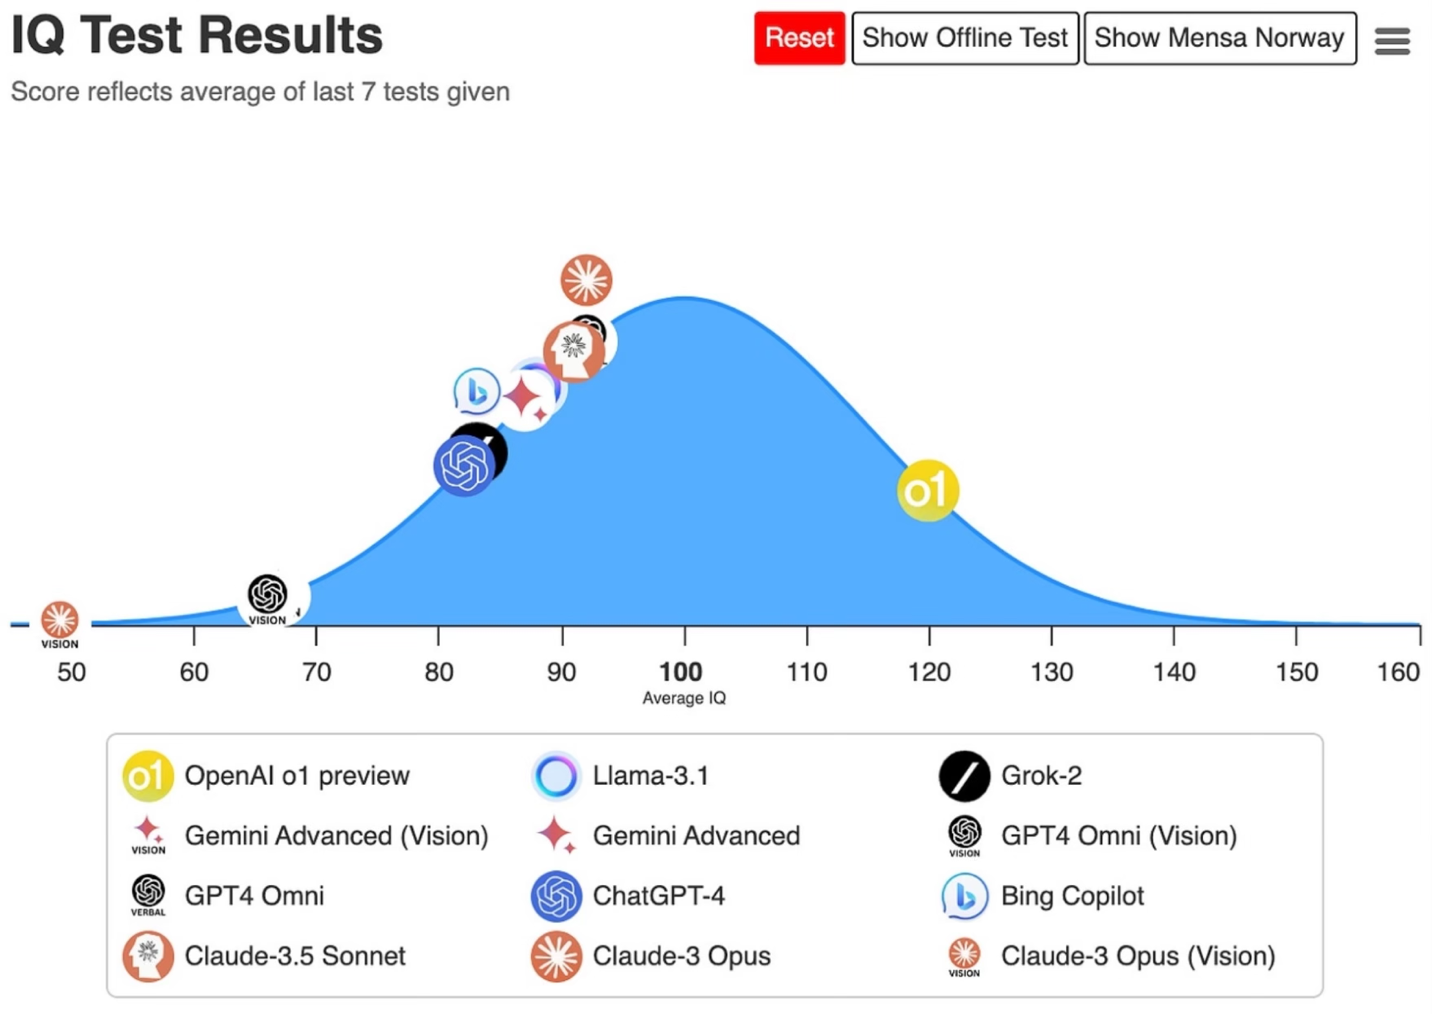 IQ Test Results
Reset
Show Offline Test
Show Mensa Norway
Score reflects average of last 7 tests given
b
o1
VISION
VISION
50 60 70 80 90 100 110 120 130 140 150 160
Average IQ
o1 OpenAI o1 preview
Llama-3.1
Grok-2
VISION Gemini Advanced (Vision)
Gemini Advanced
VISION GPT4 Omni (Vision)
VERBAL GPT4 Omni
ChatGPT-4
b Bing Copilot
Claude-3.5 Sonnet
Claude-3 Opus
VISION Claude-3 Opus (Vision)